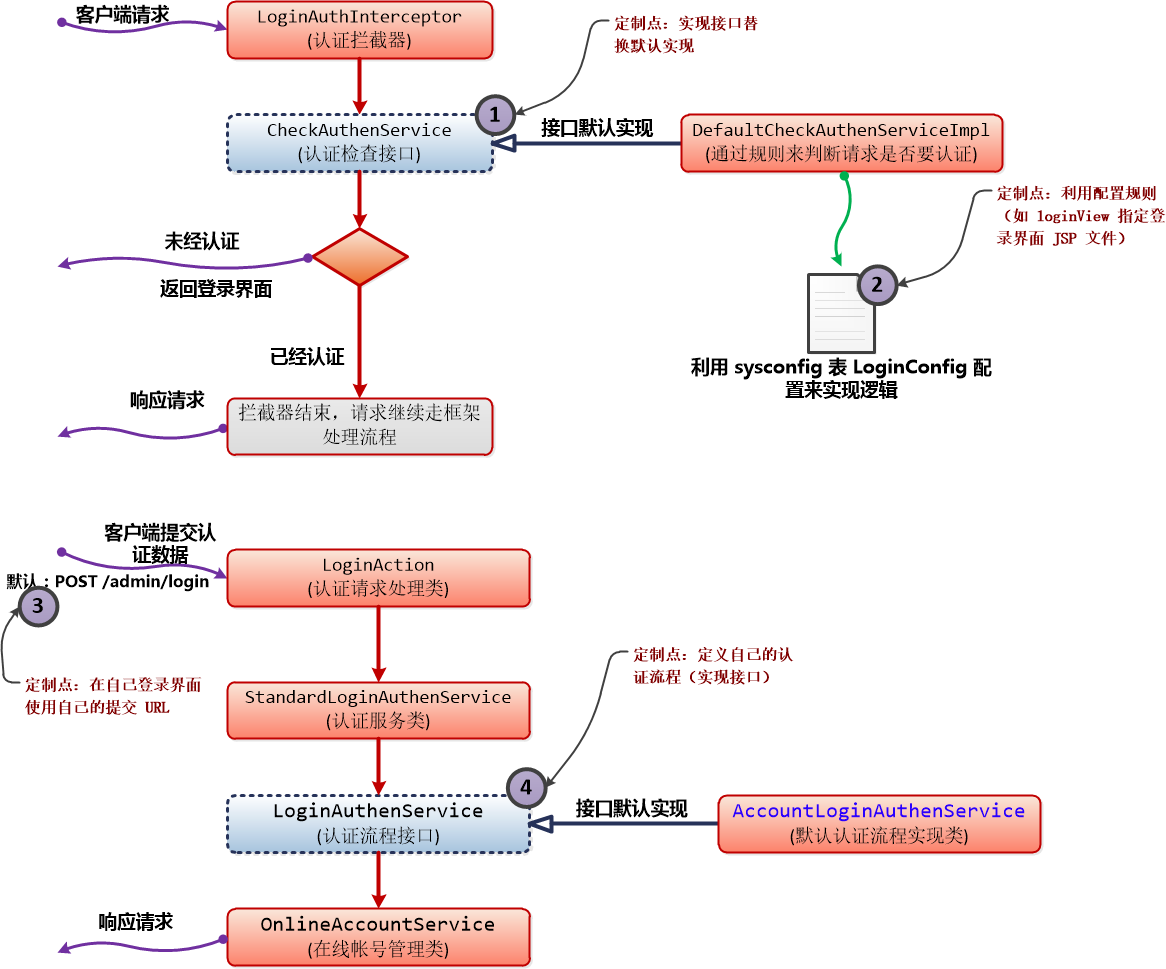 客户端请求
LoginAuthInterceptor
(认证拦截器)
定制点：实现接口替
换默认实现
1
CheckAuthenService
(认证检查接口)
接口默认实现
DefaultCheckAuthenServiceImpl
(通过规则来判断请求是否要认证)
定制点：利用配置规则
（如 loginView 指定登
录界面 JSP 文件）
未经认证
返回登录界面
2
已经认证
利用 sysconfig 表 LoginConfig 配
置来实现逻辑
响应请求
拦截器结束，请求继续走框架
处理流程
客户端提交认
证数据
默认：POST /admin/login
LoginAction
(认证请求处理类)
3
定制点：在自己登录界面
使用自己的提交 URL
定制点：定义自己的认
证流程（实现接口）
StandardLoginAuthenService
(认证服务类)
4
LoginAuthenService
(认证流程接口)
接口默认实现
AccountLoginAuthenService
(默认认证流程实现类)
响应请求
OnlineAccountService
(在线帐号管理类)